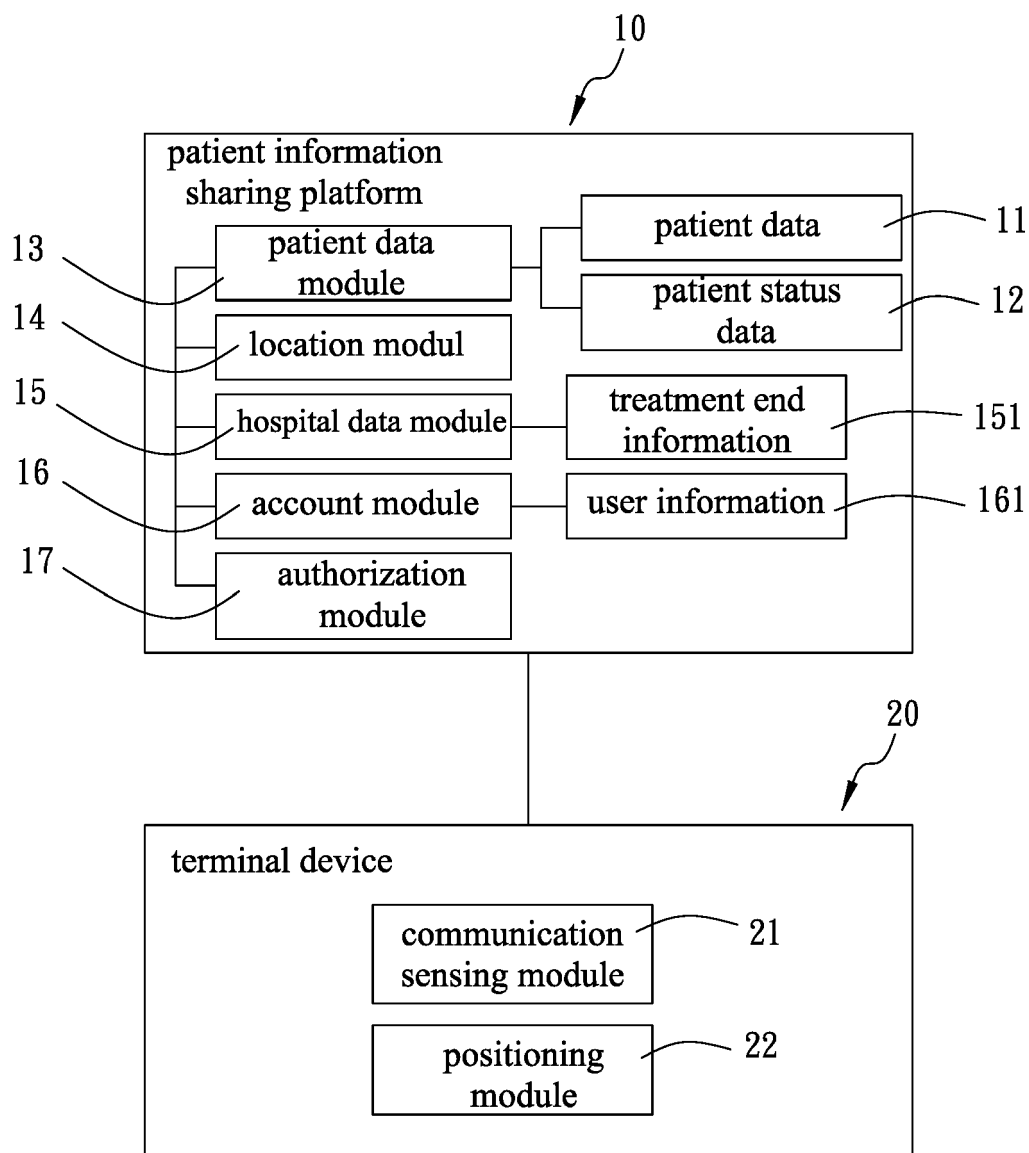 10
patient information
sharing platform
13
patient data
module
patient data
11
patient status
data
12
14
location modul
15
hospital data module
treatment end
information
151
16
account module
user information
161
17
authorization
module
20
terminal device
communication
sensing module
21
positioning
module
22